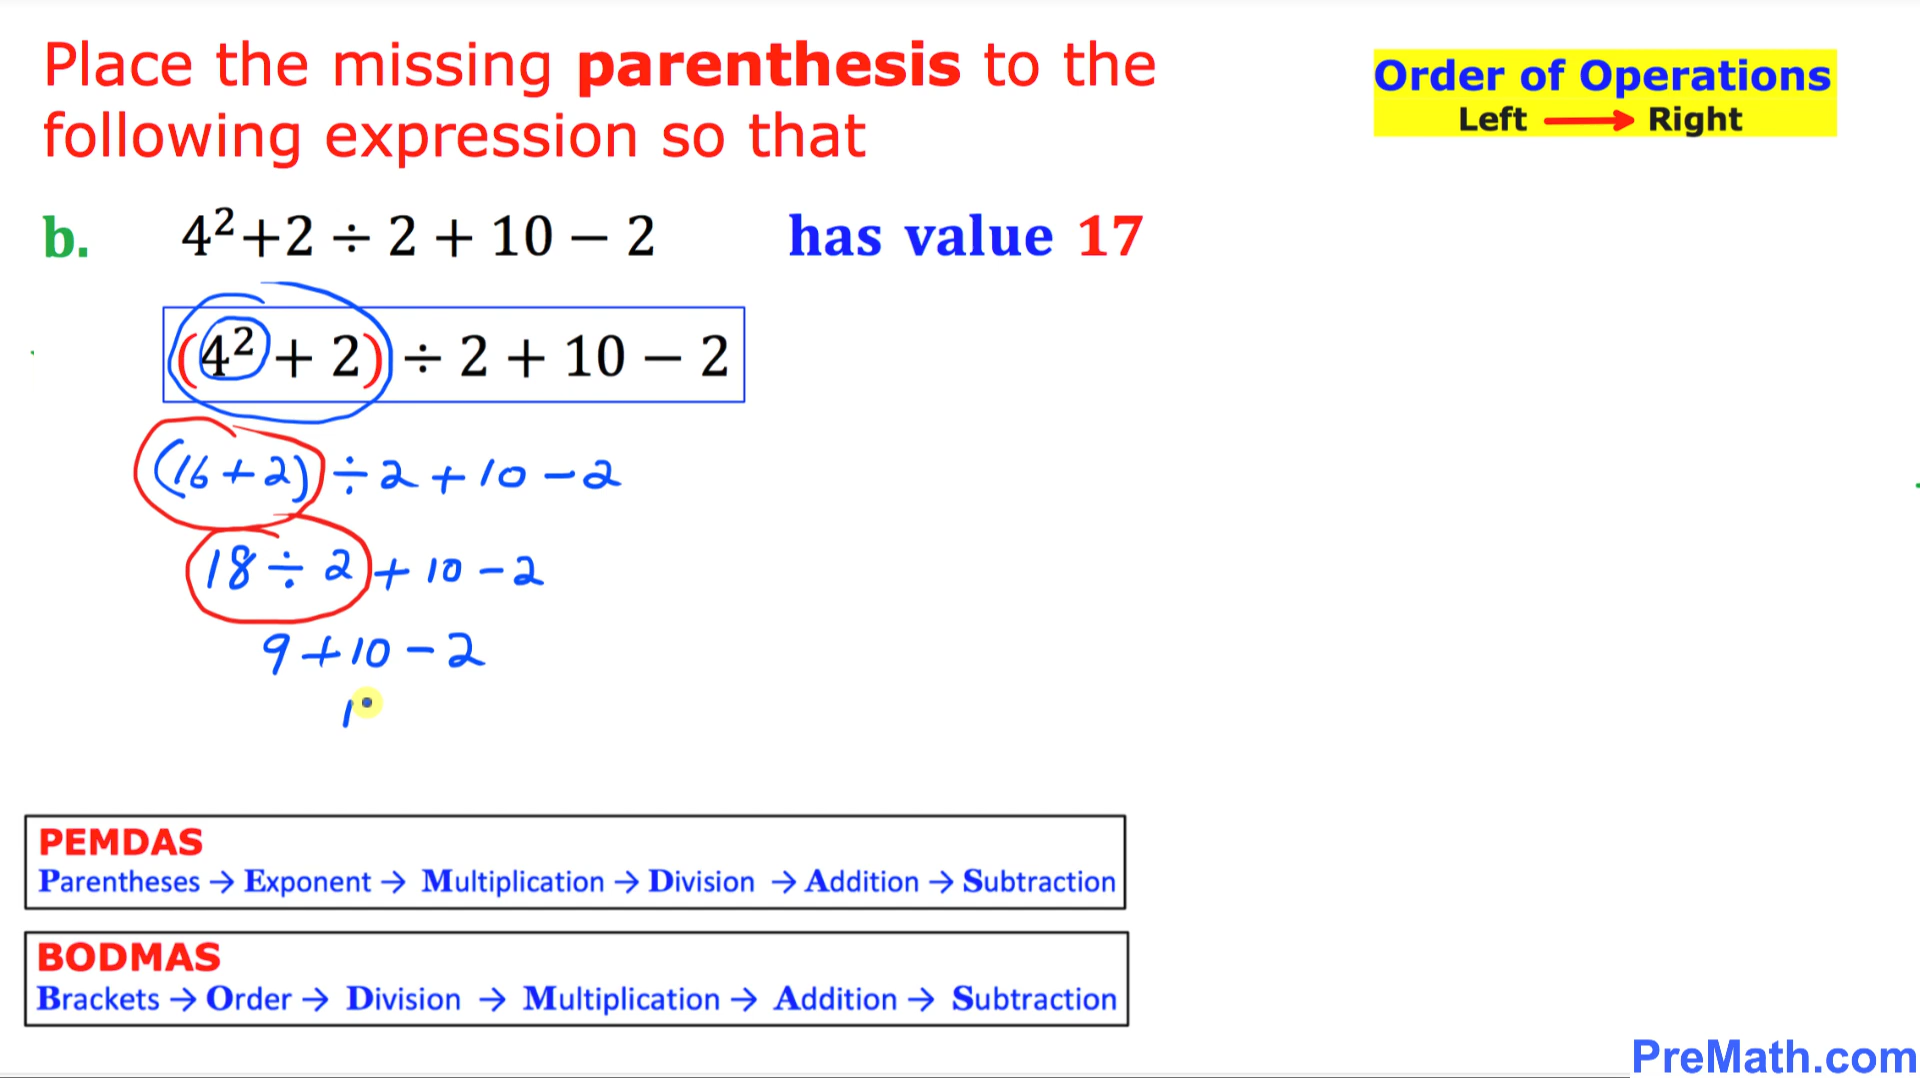 Place the missing parenthesis to the
following expression so that
Order of Operations
Left → Right
b. 4²+2 ÷ 2 + 10 − 2 has value 17
(4² + 2) ÷ 2 + 10 − 2
(16+2) ÷ 2 + 10 − 2
18 ÷ 2 + 10 − 2
9 + 10 − 2
PEMDAS
Parentheses → Exponent → Multiplication → Division → Addition → Subtraction
BODMAS
Brackets → Order → Division → Multiplication → Addition → Subtraction
PreMath.com